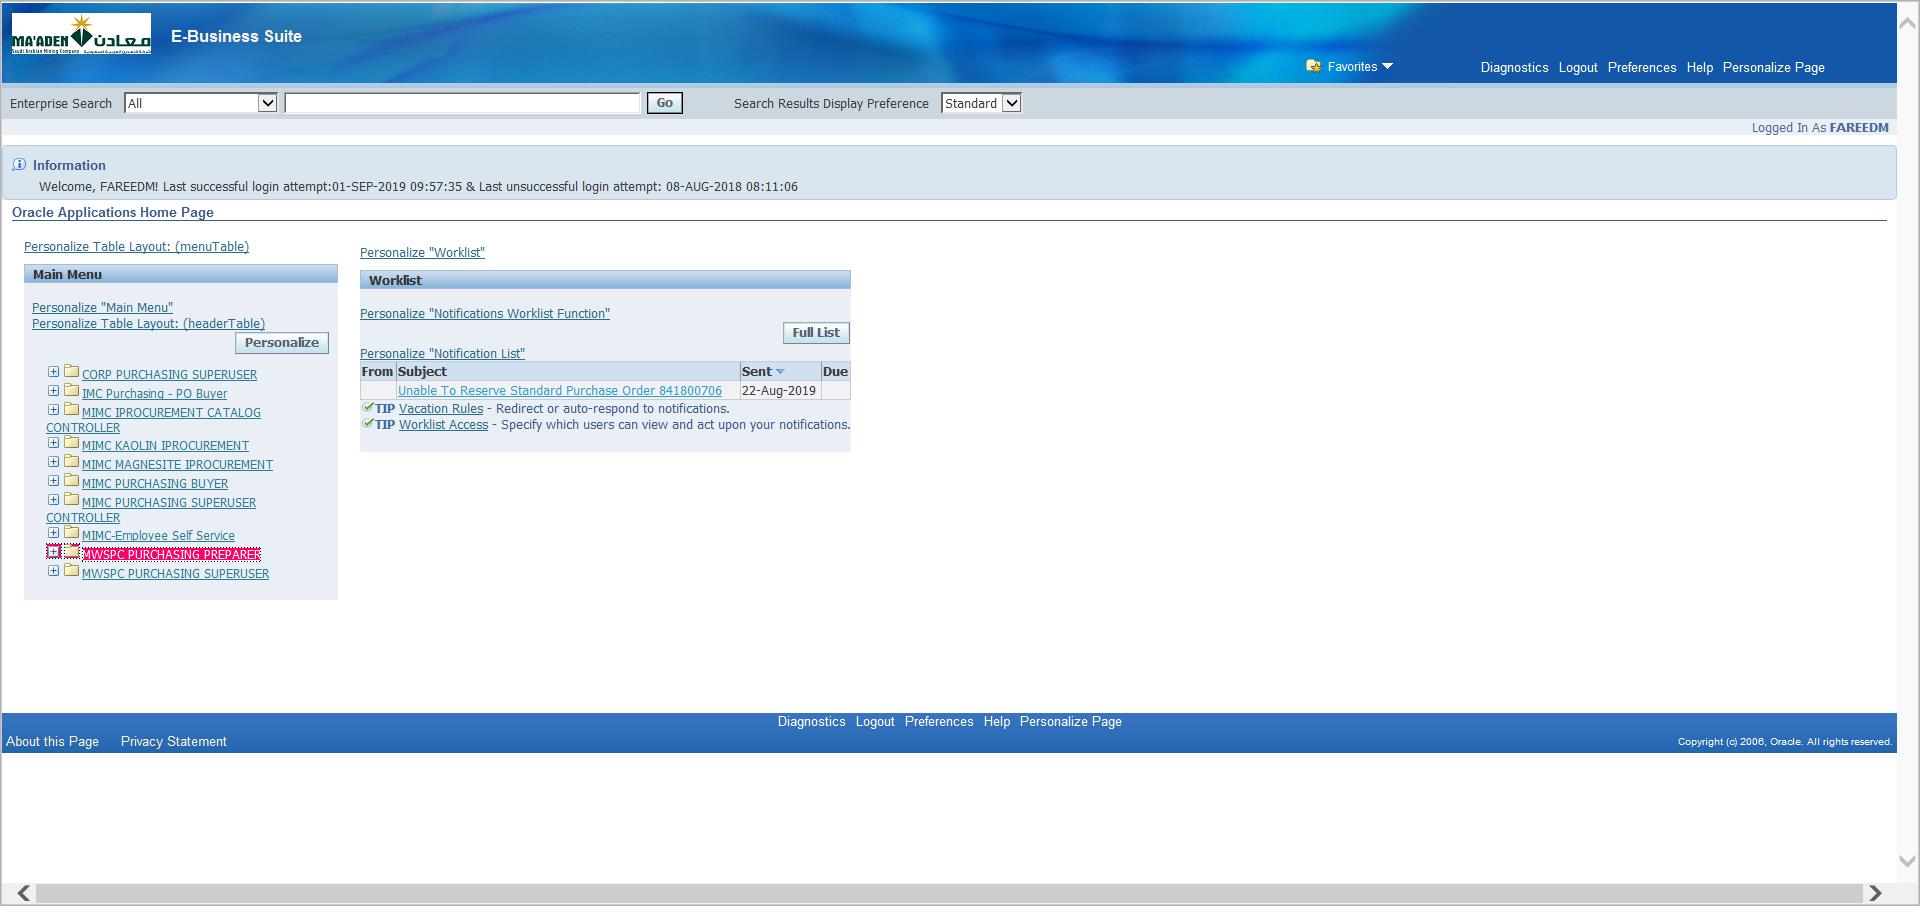 MA'ADEN معادن
Saudi Arabian Mining Company
E-Business Suite
Favorites
Diagnostics Logout Preferences Help Personalize Page
Enterprise Search All Go Search Results Display Preference Standard
Logged In As FAREEDM
Information
Welcome, FAREEDM! Last successful login attempt:01-SEP-2019 09:57:35 & Last unsuccessful login attempt: 08-AUG-2018 08:11:06
Oracle Applications Home Page
Personalize Table Layout: (menuTable)
Main Menu
Personalize "Main Menu"
Personalize Table Layout: (headerTable)
Personalize
CORP PURCHASING SUPERUSER
IMC Purchasing - PO Buyer
MIMC IPROCUREMENT CATALOG
CONTROLLER
MIMC KAOLIN IPROCUREMENT
MIMC MAGNESITE IPROCUREMENT
MIMC PURCHASING BUYER
MIMC PURCHASING SUPERUSER
CONTROLLER
MIMC-Employee Self Service
MWSPC PURCHASING PREPARER
MWSPC PURCHASING SUPERUSER
Personalize "Worklist"
Worklist
Personalize "Notifications Worklist Function"
Full List
Personalize "Notification List"
From Subject Sent Due
Unable To Reserve Standard Purchase Order 841800706 22-Aug-2019
TIP Vacation Rules - Redirect or auto-respond to notifications.
TIP Worklist Access - Specify which users can view and act upon your notifications.
Diagnostics Logout Preferences Help Personalize Page
About this Page Privacy Statement
Copyright (c) 2006, Oracle. All rights reserved.